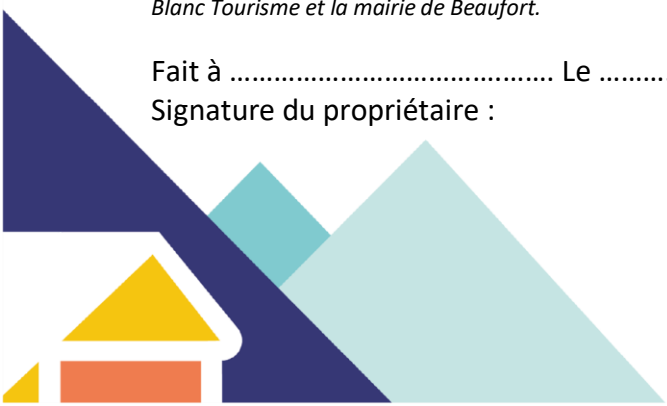 Blanc Tourisme et la mairie de Beaufort.
Fait à ………………………………………. Le ………
Signature du propriétaire :